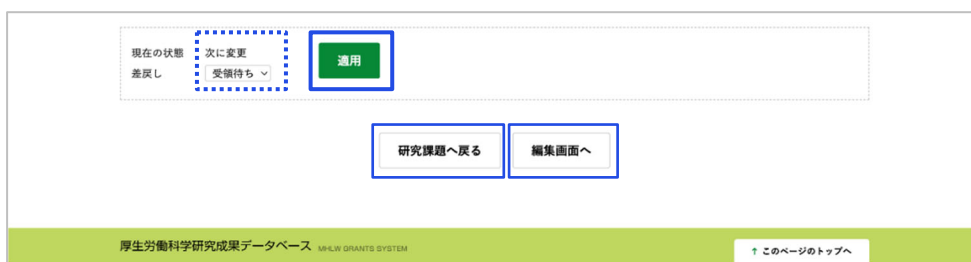 現在の状態 次に変更
差戻し 受領待ち 適用
研究課題へ戻る 編集画面へ
厚生労働科学研究成果データベース MHLW GRANTS SYSTEM
↑ このページのトップへ